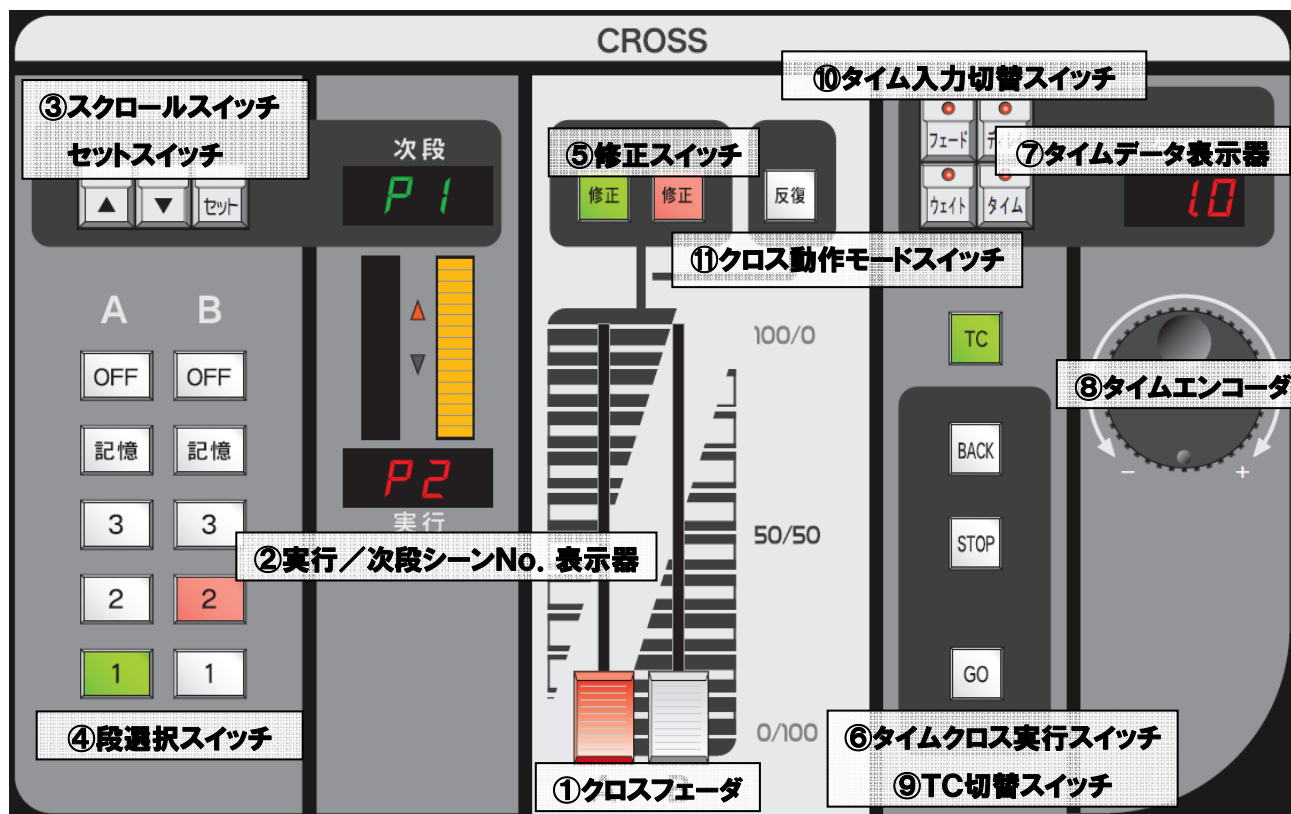 CROSS
③スクロールスイッチ
セットスイッチ
▲ ▼ セット
次段
P1
⑤修正スイッチ
修正 修正
反復
⑩タイム入力切替スイッチ
フェード
⑦タイムデータ表示器
ウェイト タイム
1.0
⑪クロス動作モードスイッチ
A B
OFF OFF
記憶 記憶
3 3
2 2
1 1
④段選択スイッチ
P2
実行
②実行/次段シーンNo. 表示器
100/0
50/50
0/100
①クロスフェーダ
TC
BACK
STOP
GO
⑧タイムエンコーダ
− +
⑥タイムクロス実行スイッチ
⑨TC切替スイッチ